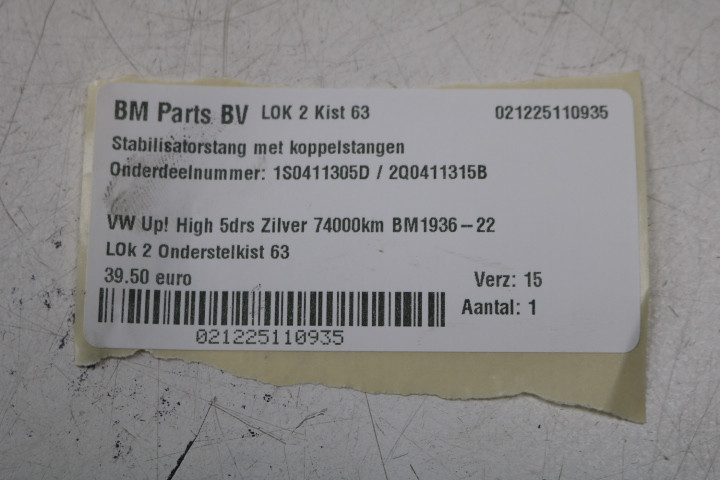 BM Parts BV LOK 2 Kist 63 021225110935
Stabilisatorstang met koppelstangen
Onderdeelnummer: 1S0411305D / 2Q0411315B
VW Up! High 5drs Zilver 74000km BM1936-22
LOk 2 Onderstelkist 63
39.50 euro Verz: 15
Aantal: 1
021225110935